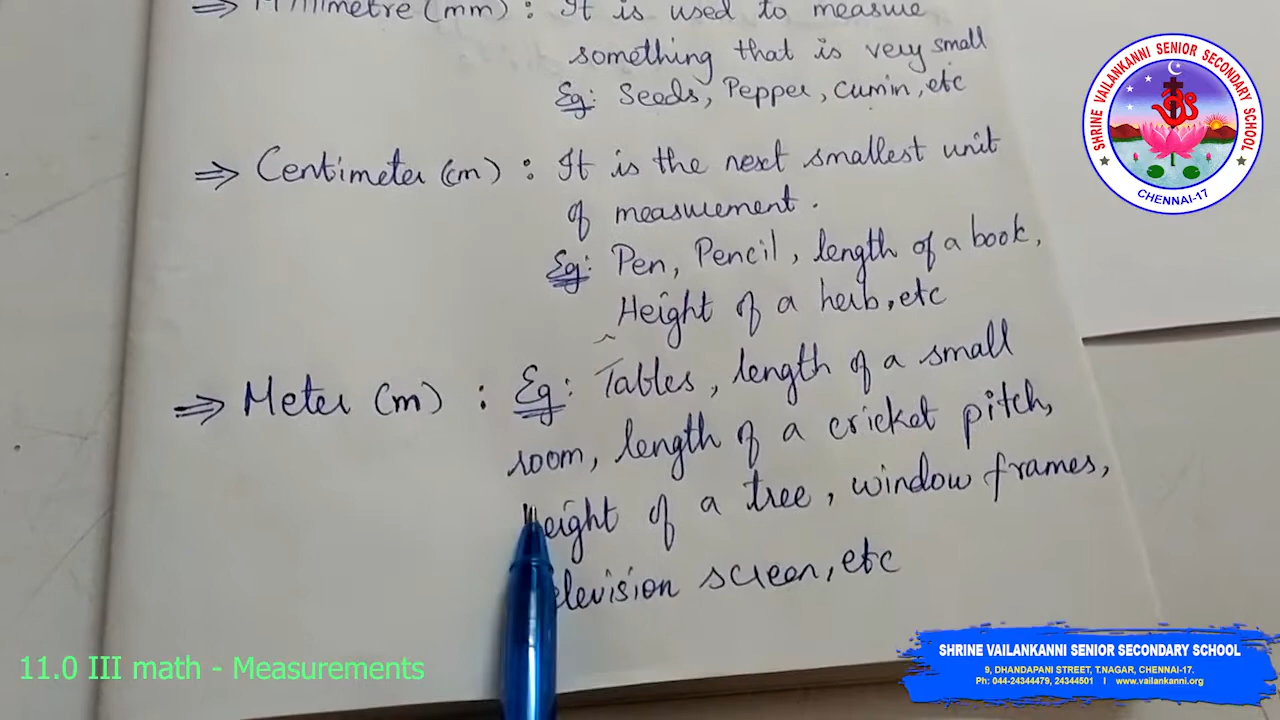 ⇒ Millimetre (mm) : It is used to measure
something that is very small
Eg: Seeds, Pepper, cumin, etc
⇒ Centimeter (cm) : It is the next smallest unit
of measurement.
Eg: Pen, Pencil, length of a book,
Height of a herb, etc
⇒ Meter (m) : Eg: Tables, length of a small
room, length of a cricket pitch,
height of a tree, window frames,
television screen, etc
SHRINE VAILANKANNI SENIOR SECONDARY SCHOOL
CHENNAI-17
11.0 III math - Measurements
SHRINE VAILANKANNI SENIOR SECONDARY SCHOOL
9, DHANDAPANI STREET, T.NAGAR, CHENNAI-17.
Ph: 044-24344479, 24344501 I www.vailankanni.org